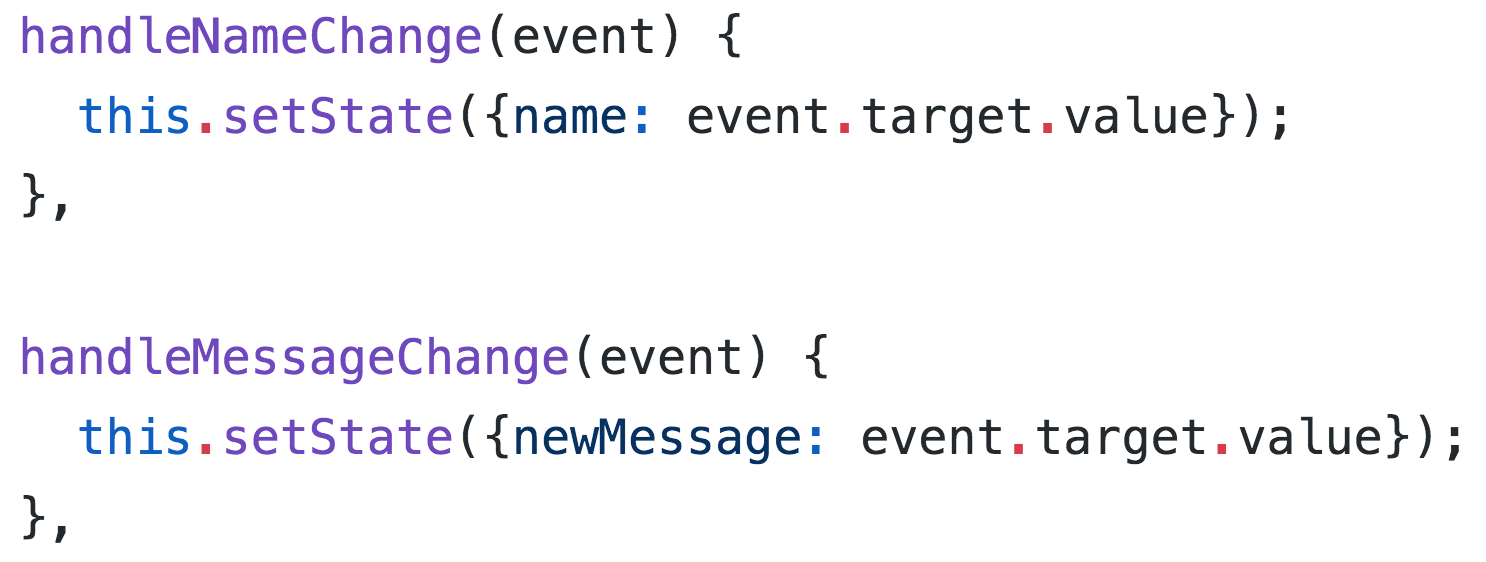 handleNameChange(event) {
  this.setState({name: event.target.value});
},

handleMessageChange(event) {
  this.setState({newMessage: event.target.value});
},